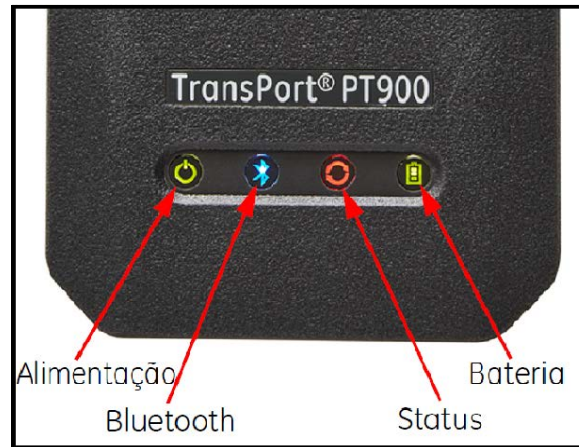 TransPort® PT900
Alimentação
Bluetooth
Status
Bateria